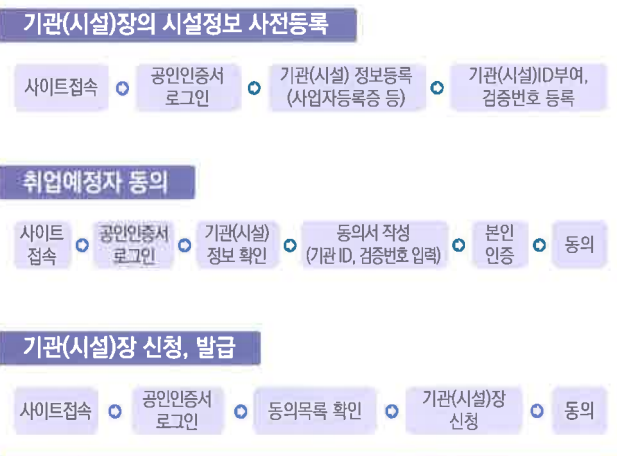 기관(시설)장의 시설정보 사전등록
사이트접속
공인인증서
로그인
기관(시설) 정보등록
(사업자등록증 등)
기관(시설)ID부여,
검증번호 등록
취업예정자 동의
사이트
접속
공인인증서
로그인
기관(시설)
정보 확인
동의서 작성
(기관 ID, 검증번호 입력)
본인
인증
동의
기관(시설)장 신청, 발급
사이트접속
공인인증서
로그인
동의목록 확인
기관(시설)장
신청
동의